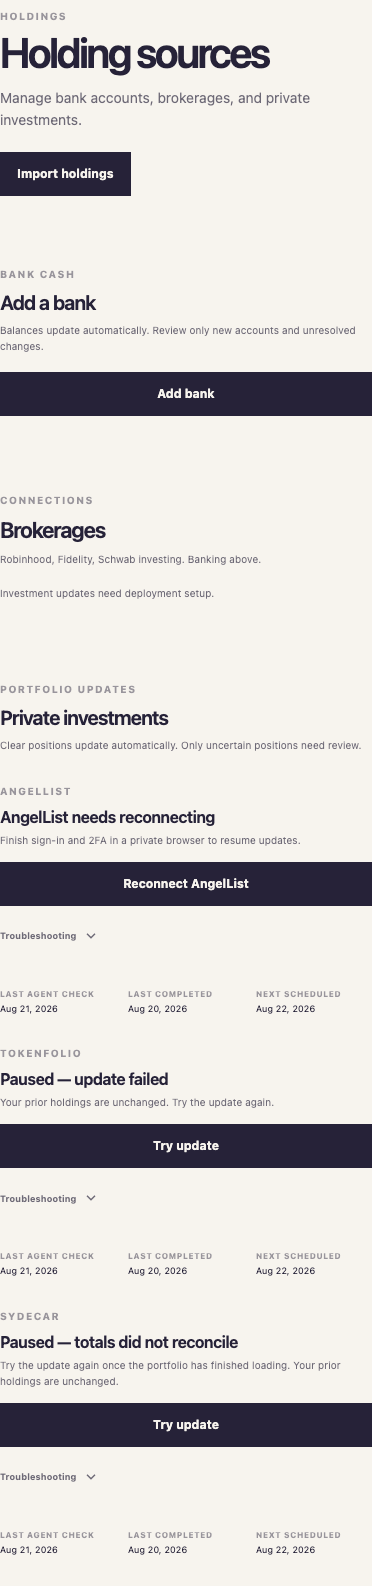 HOLDINGS
Holding sources
Manage bank accounts, brokerages, and private
investments.
Import holdings
BANK CASH
Add a bank
Balances update automatically. Review only new accounts and unresolved
changes.
Add bank
CONNECTIONS
Brokerages
Robinhood, Fidelity, Schwab investing. Banking above.
Investment updates need deployment setup.
PORTFOLIO UPDATES
Private investments
Clear positions update automatically. Only uncertain positions need review.
ANGELLIST
AngelList needs reconnecting
Finish sign-in and 2FA in a private browser to resume updates.
Reconnect AngelList
Troubleshooting
LAST AGENT CHECK LAST COMPLETED NEXT SCHEDULED
Aug 21, 2026 Aug 20, 2026 Aug 22, 2026
TOKENFOLIO
Paused — update failed
Your prior holdings are unchanged. Try the update again.
Try update
Troubleshooting
LAST AGENT CHECK LAST COMPLETED NEXT SCHEDULED
Aug 21, 2026 Aug 20, 2026 Aug 22, 2026
SYDECAR
Paused — totals did not reconcile
Try the update again once the portfolio has finished loading. Your prior
holdings are unchanged.
Try update
Troubleshooting
LAST AGENT CHECK LAST COMPLETED NEXT SCHEDULED
Aug 21, 2026 Aug 20, 2026 Aug 22, 2026